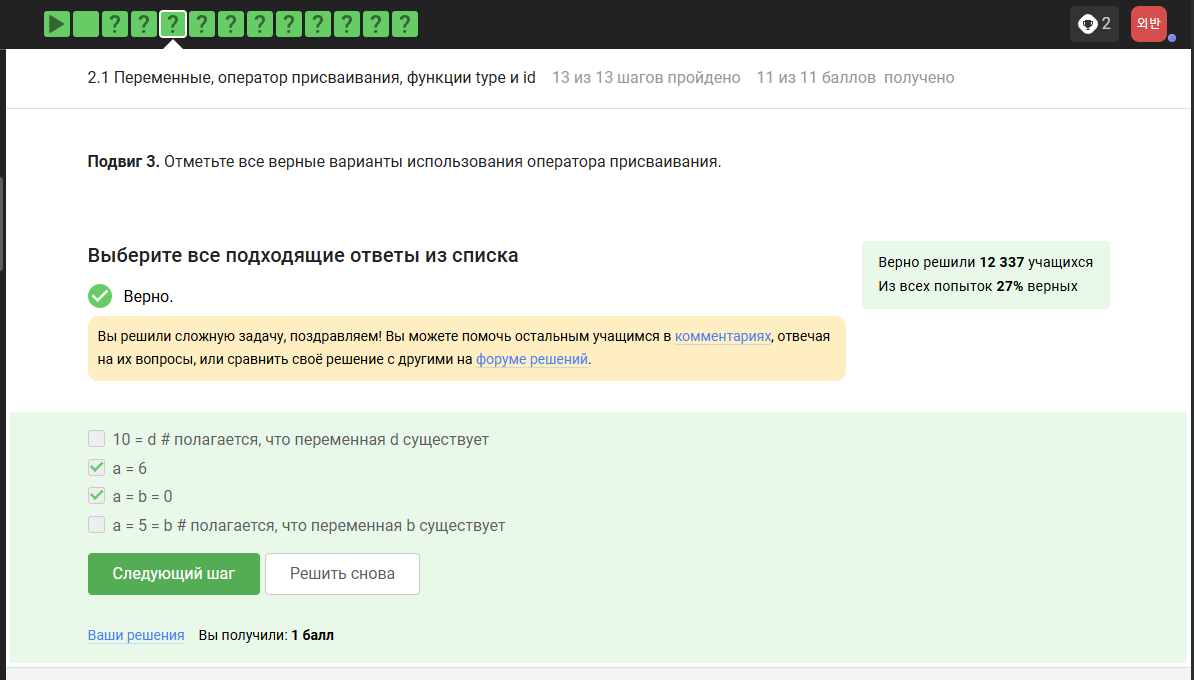 ? ? ? ? ? ? ? ? ? ? ?
2
외반
2.1 Переменные, оператор присваивания, функции type и id 13 из 13 шагов пройдено 11 из 11 баллов получено
Подвиг 3. Отметьте все верные варианты использования оператора присваивания.
Выберите все подходящие ответы из списка
Верно решили 12 337 учащихся
Из всех попыток 27% верных
Верно.
Вы решили сложную задачу, поздравляем! Вы можете помочь остальным учащимся в комментариях, отвечая
на их вопросы, или сравнить своё решение с другими на форуме решений.
10 = d # полагается, что переменная d существует
a = 6
a = b = 0
a = 5 = b # полагается, что переменная b существует
Следующий шаг
Решить снова
Ваши решения Вы получили: 1 балл